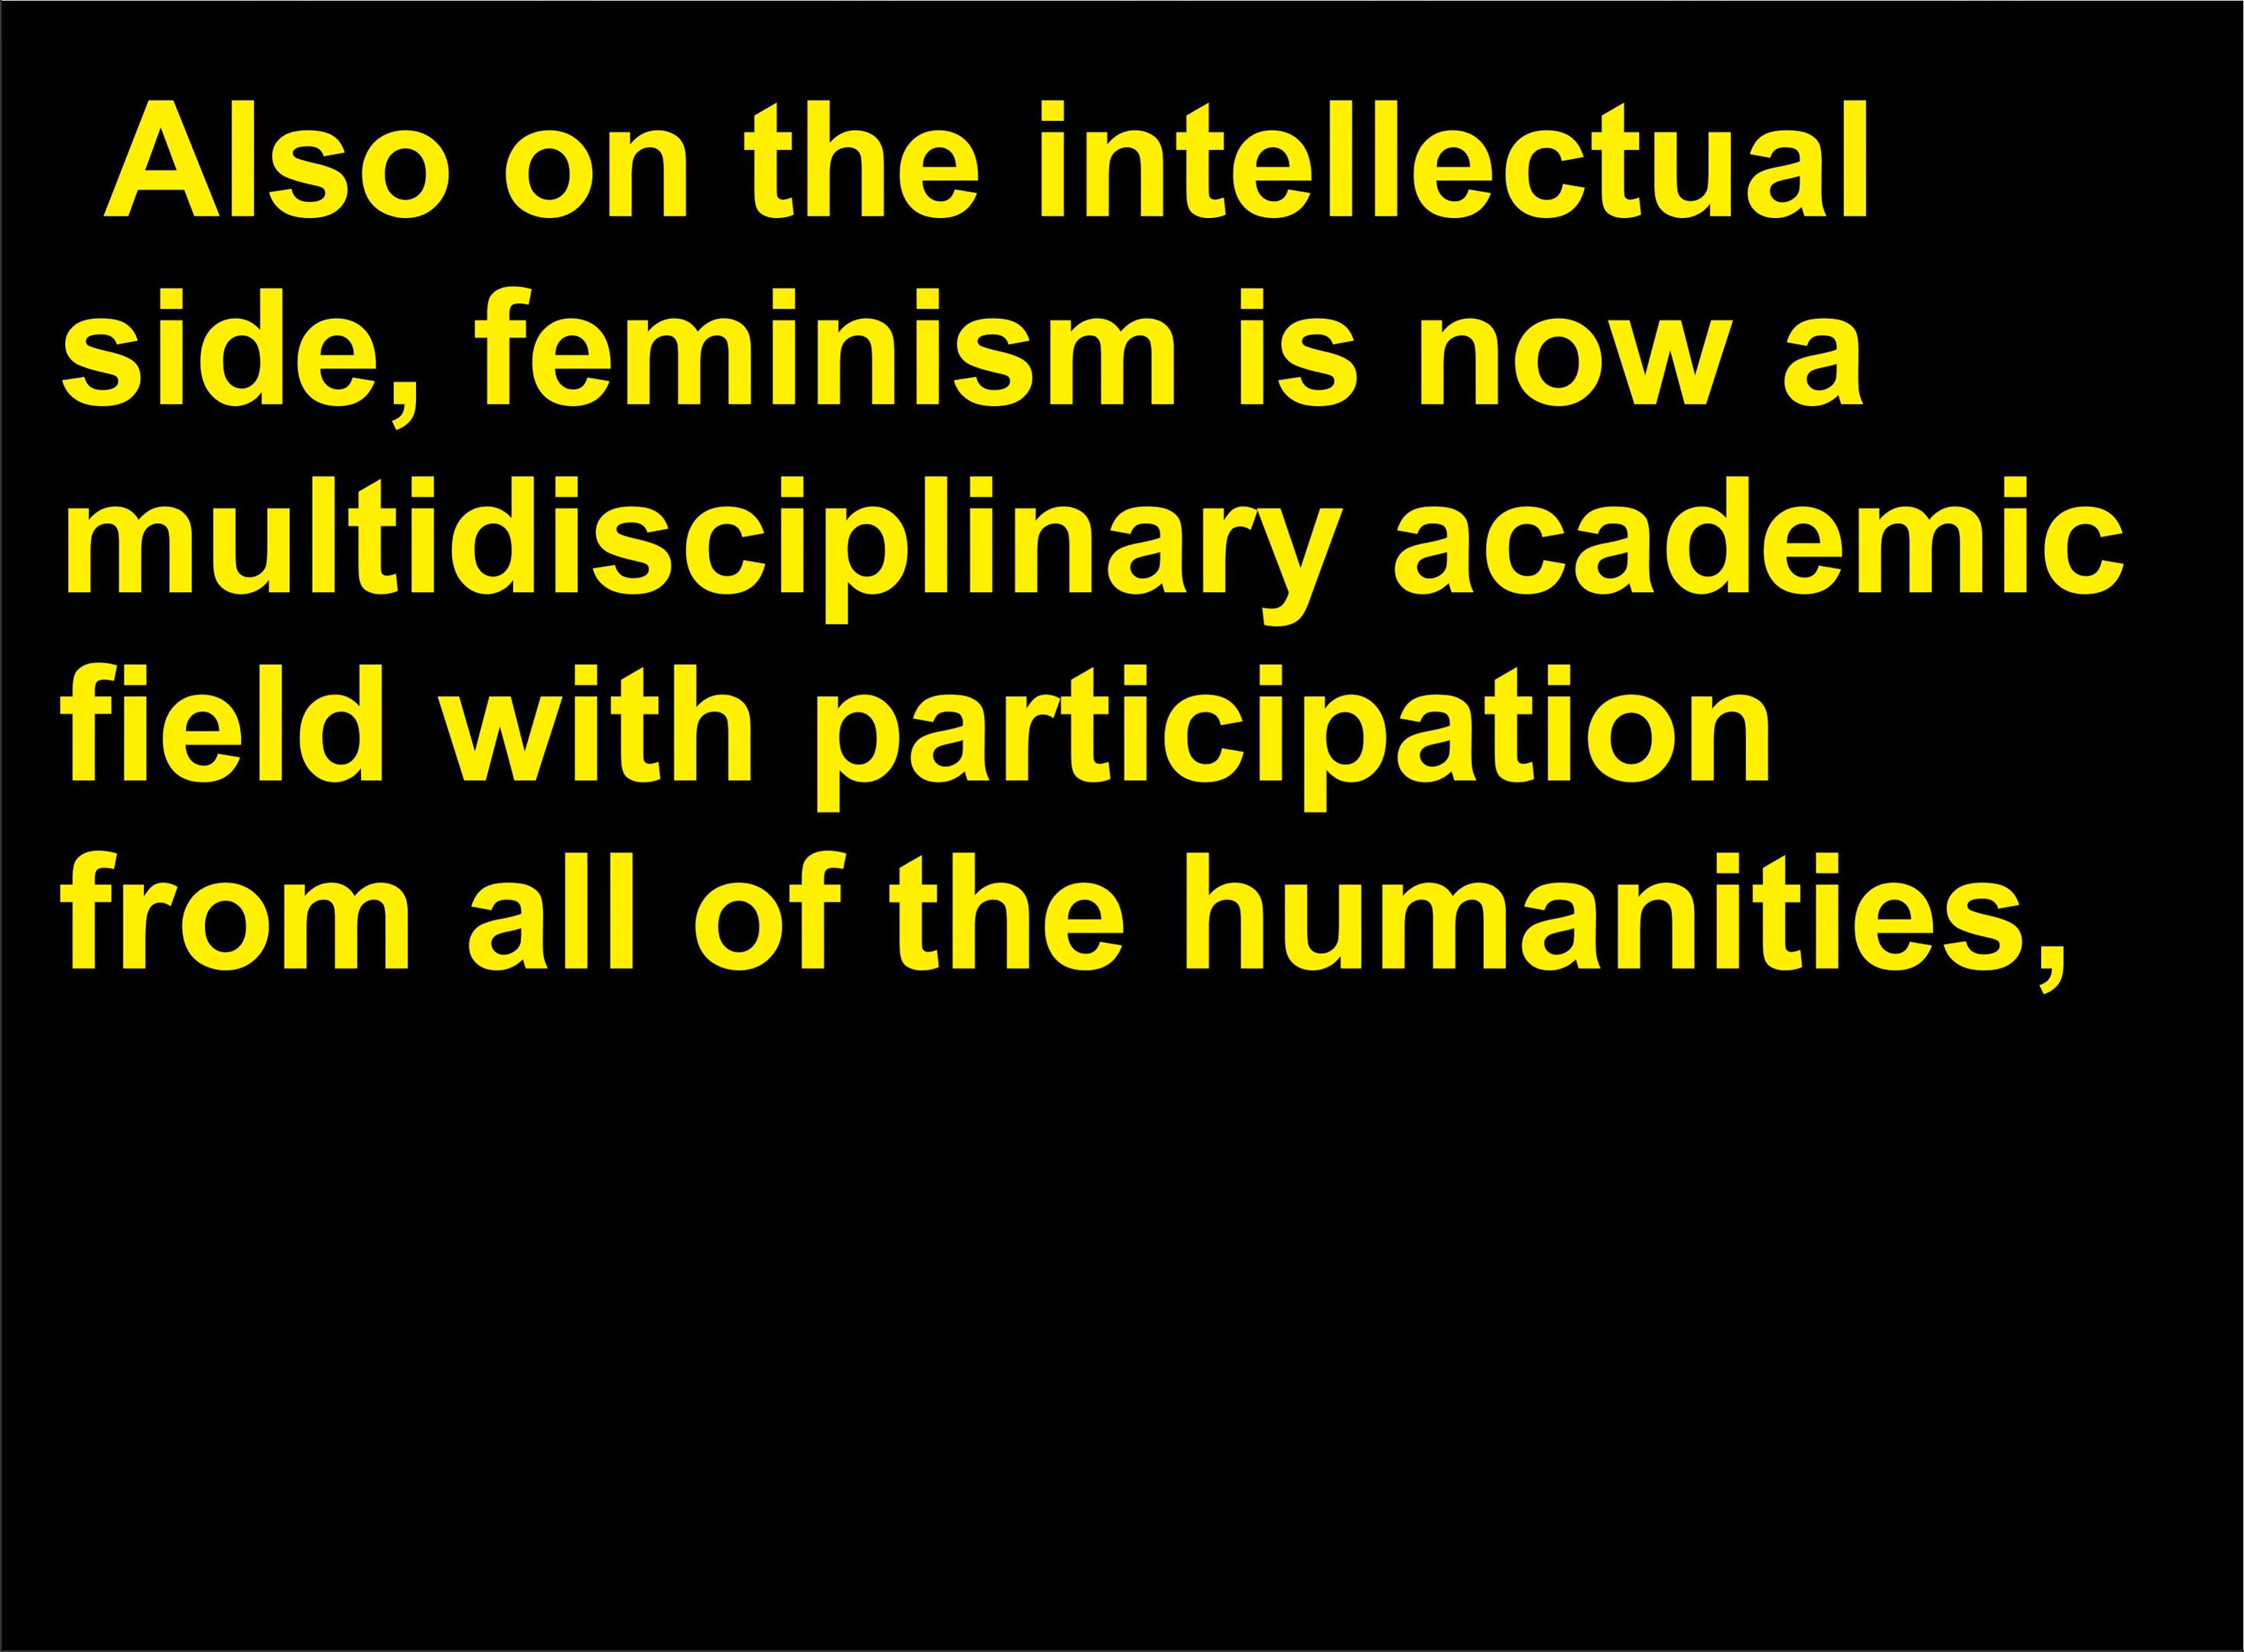 Also on the intellectual
side, feminism is now a
multidisciplinary academic
field with participation
from all of the humanities,